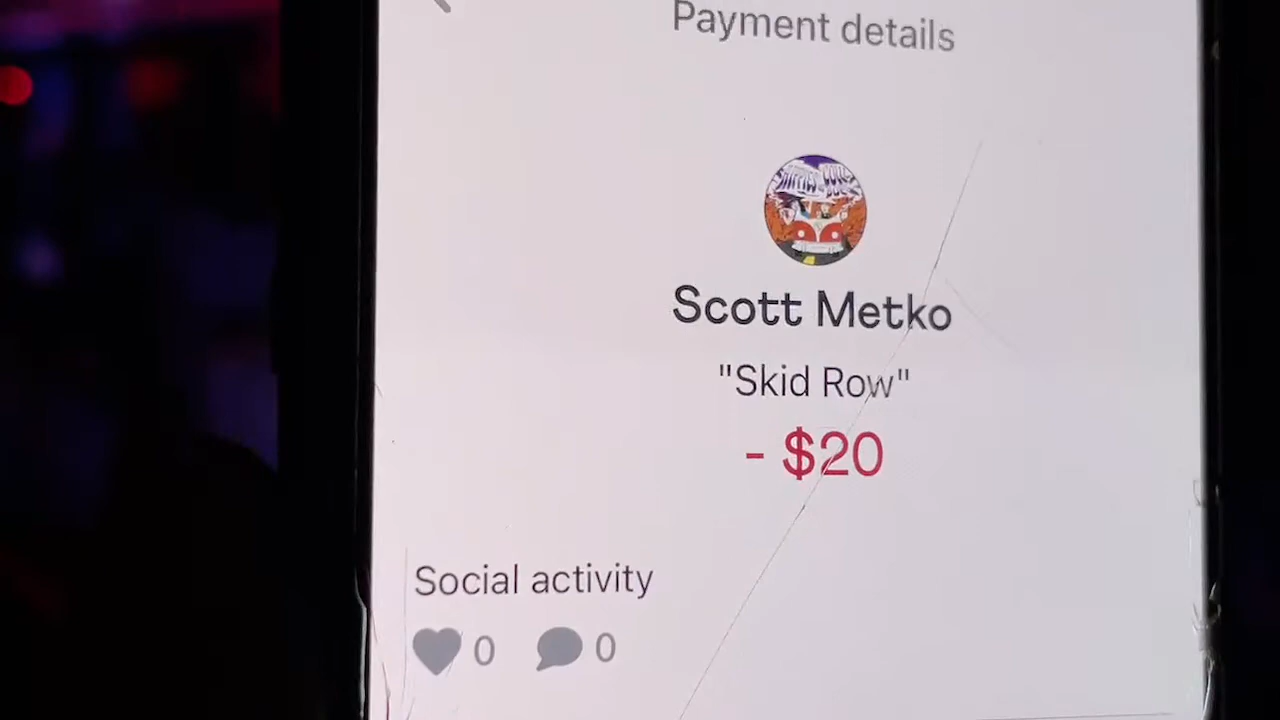 Payment details
Scott Metko
"Skid Row"
- $20
Social activity
0 0